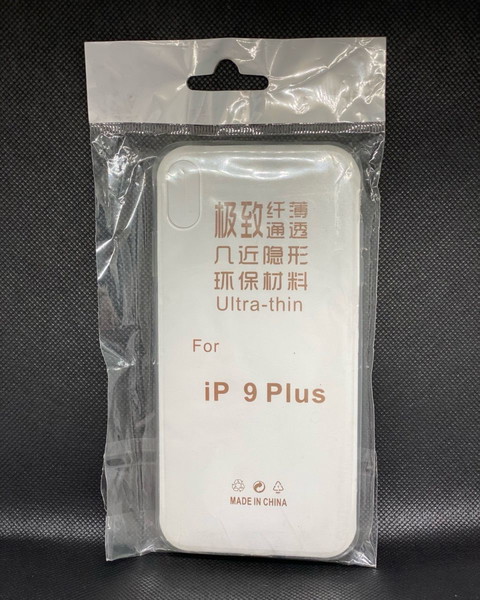 极致纤薄
通透
几近隐形
环保材料
Ultra-thin
For
iP 9 Plus
MADE IN CHINA